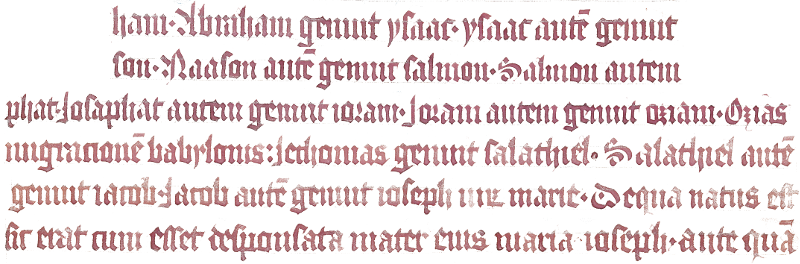 ham. Abraham genuit ysaac. ysaac autē genuit
son. Naason autē genuit salmon. Salmon autem
phat. Josaphat autem genuit ioram. Joram autem genuit oziam. Ozias
migracionē babylonis: Jechonias genuit salathiel. Salathiel autē
genuit iacob. Jacob autē genuit ioseph virū marie. De qua natus est
sic erat cum esset desponsata mater eius maria ioseph. ante quā